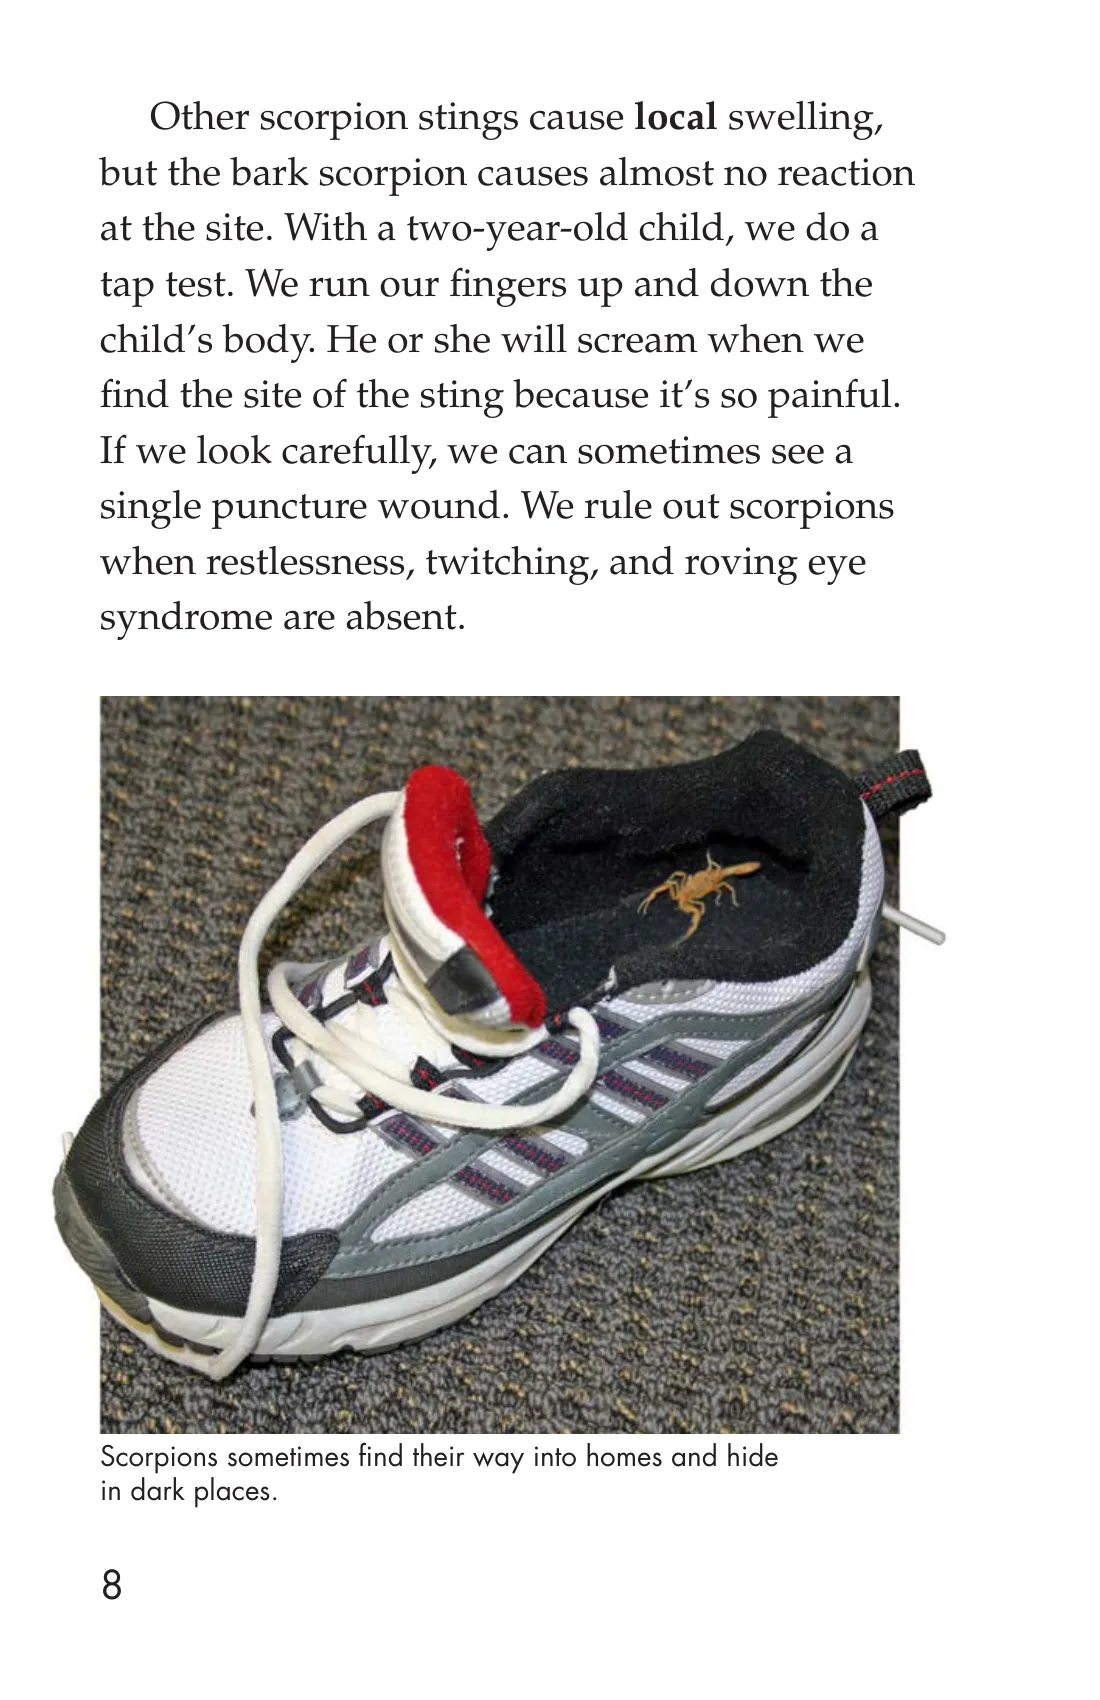 Other scorpion stings cause local swelling,
but the bark scorpion causes almost no reaction
at the site. With a two-year-old child, we do a
tap test. We run our fingers up and down the
child’s body. He or she will scream when we
find the site of the sting because it’s so painful.
If we look carefully, we can sometimes see a
single puncture wound. We rule out scorpions
when restlessness, twitching, and roving eye
syndrome are absent.
Scorpions sometimes find their way into homes and hide
in dark places.
8